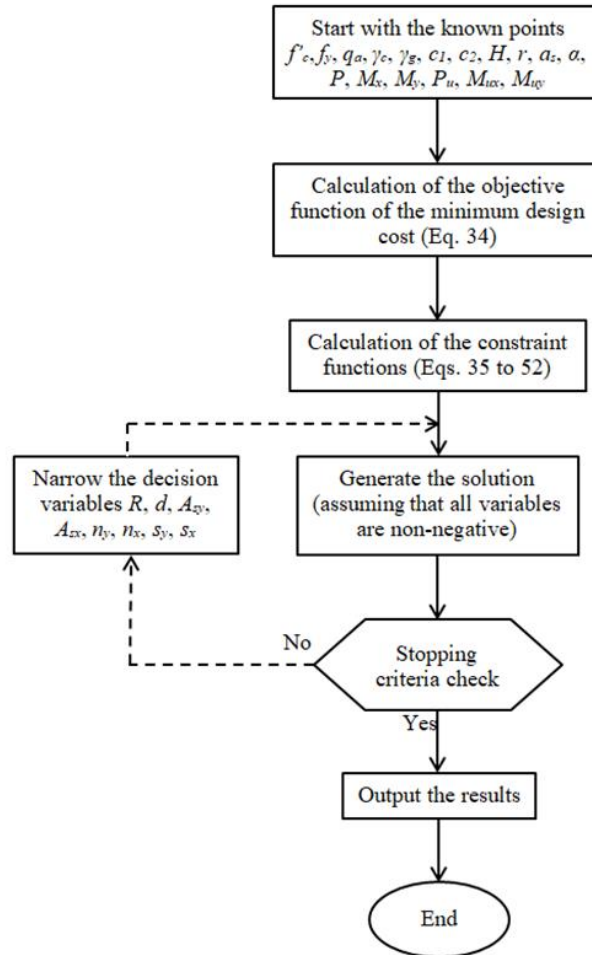 Start with the known points
f'c, fy, qa, γc, γg, c1, c2, H, r, as, α,
P, Mx, My, Pu, Mux, Muy
Calculation of the objective
function of the minimum design
cost (Eq. 34)
Calculation of the constraint
functions (Eqs. 35 to 52)
Narrow the decision
variables R, d, Asy,
Asx, ny, nx, sy, sx
Generate the solution
(assuming that all variables
are non-negative)
No
Stopping
criteria check
Yes
Output the results
End